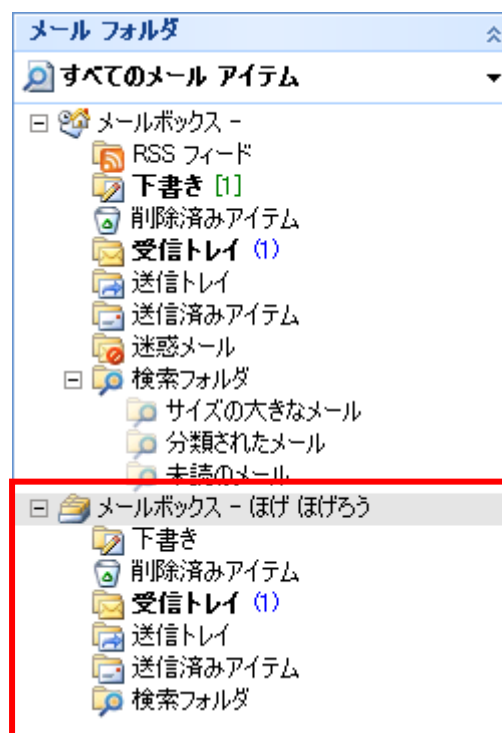 メール フォルダ
すべてのメール アイテム
メールボックス -
RSS フィード
下書き [1]
削除済みアイテム
受信トレイ (1)
送信トレイ
送信済みアイテム
迷惑メール
検索フォルダ
サイズの大きなメール
分類されたメール
未読のメール
メールボックス - ほげ ほげろう
下書き
削除済みアイテム
受信トレイ (1)
送信トレイ
送信済みアイテム
検索フォルダ